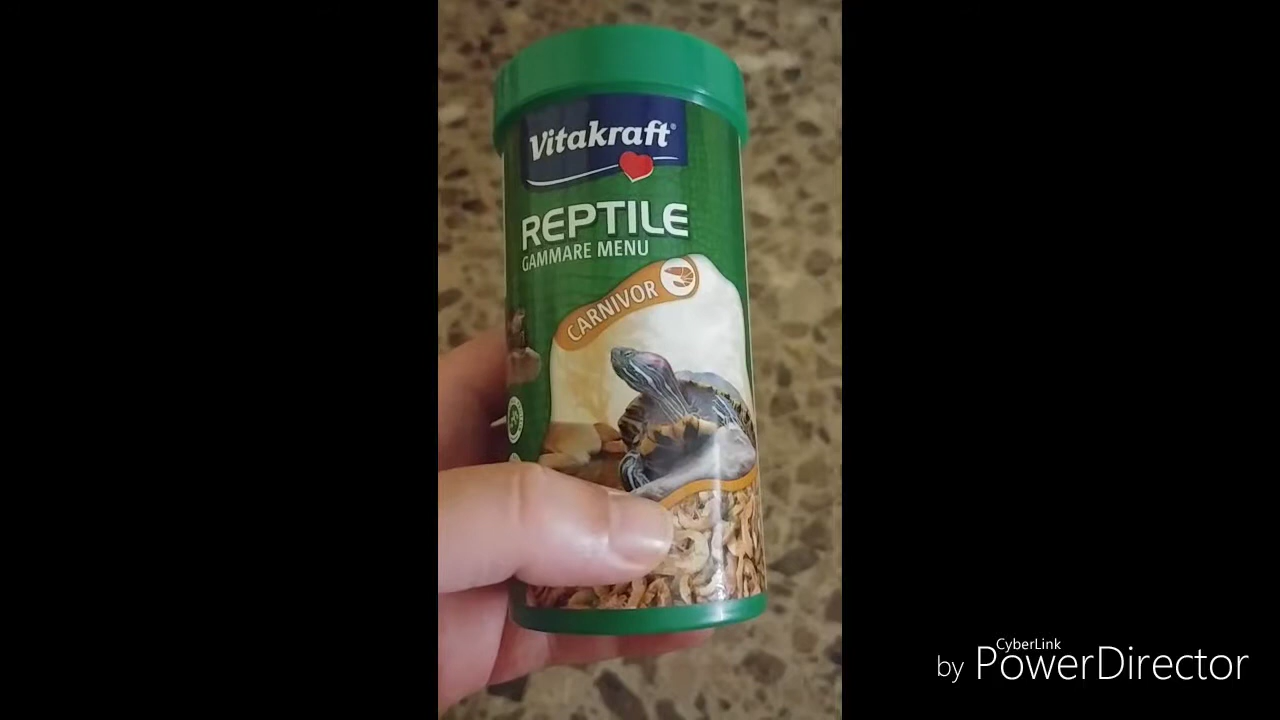 Vitakraft®
REPTILE
GAMMARE MENU
CARNIVOR
CyberLink
by PowerDirector